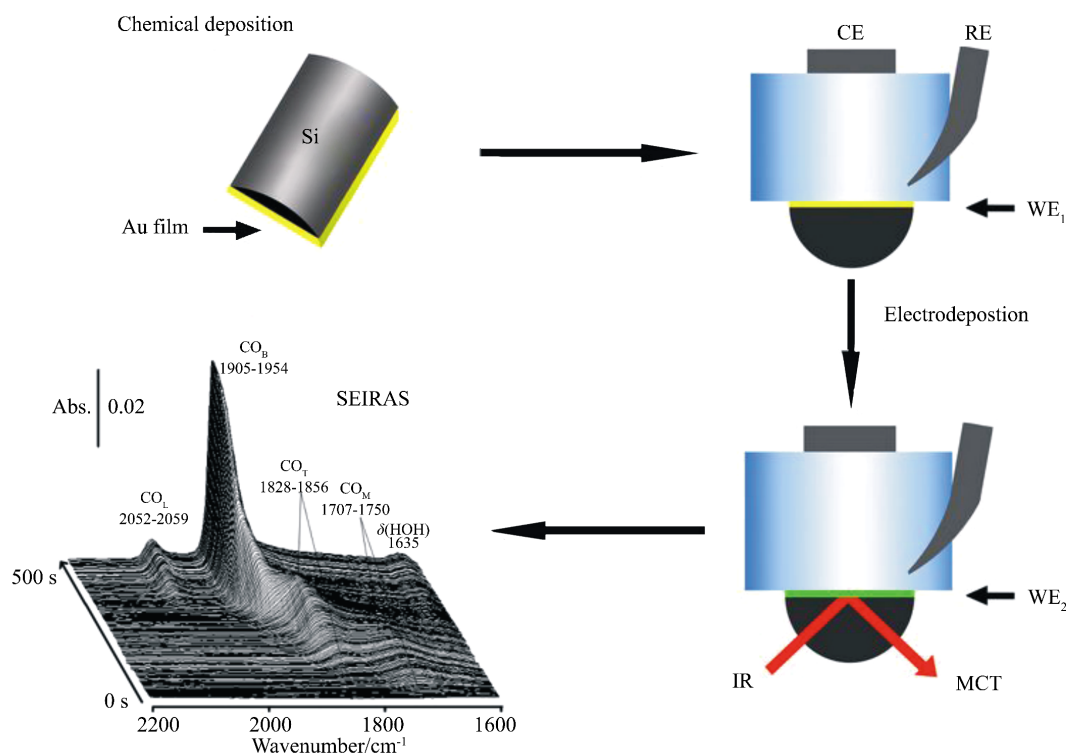 Chemical deposition
CE
RE
Si
Au film
WE₁
Electrodepostion
CO_B
1905-1954
SEIRAS
Abs.
0.02
CO_T
1828-1856
CO_M
1707-1750
CO_L
2052-2059
δ(HOH)
1635
500 s
0 s
WE₂
IR
MCT
2200
2000
1800
1600
Wavenumber/cm⁻¹